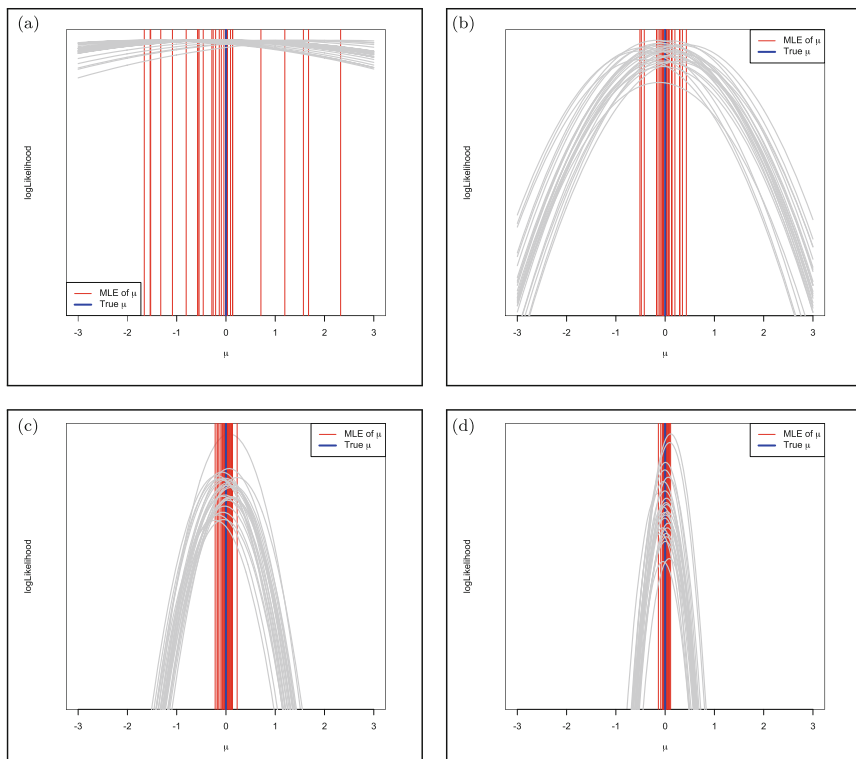 (a)
logLikelihood
MLE of μ
True μ
-3 -2 -1 0 1 2 3
μ
(b)
logLikelihood
MLE of μ
True μ
-3 -2 -1 0 1 2 3
μ
(c)
logLikelihood
MLE of μ
True μ
-3 -2 -1 0 1 2 3
μ
(d)
logLikelihood
MLE of μ
True μ
-3 -2 -1 0 1 2 3
μ